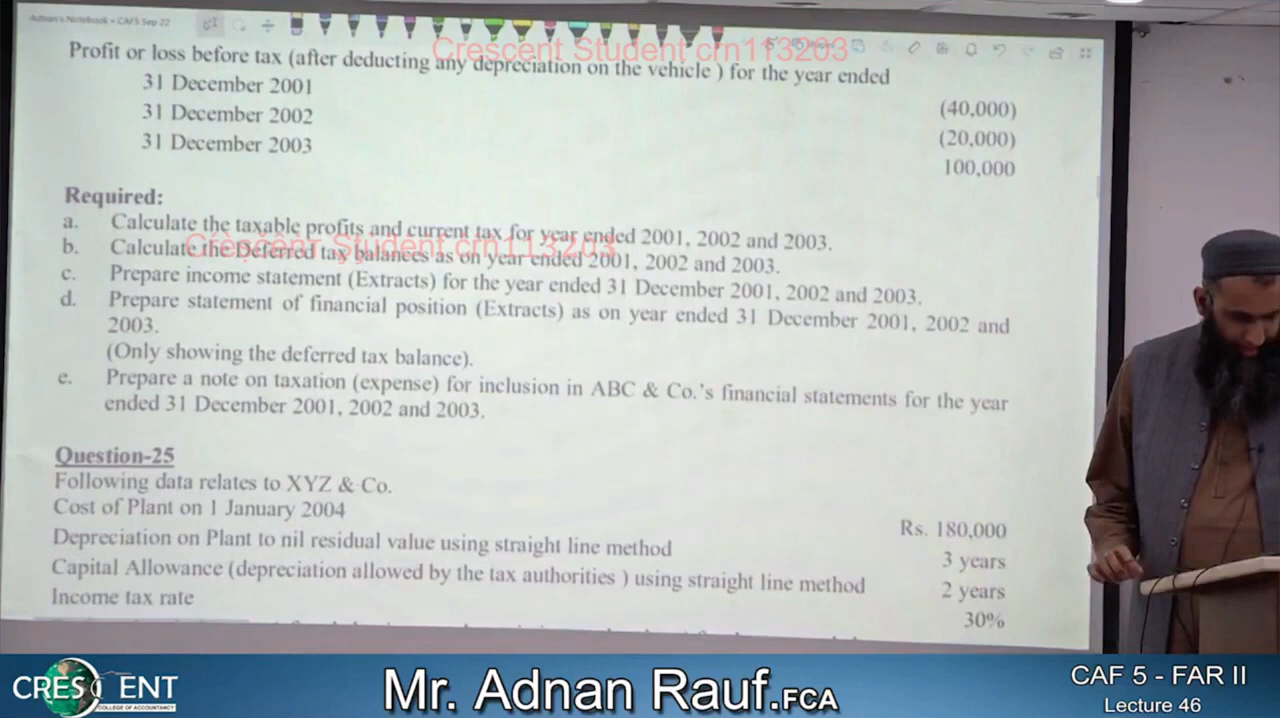 Adnan's Notebook • CAF5 Sep 22
Crescent Student crn113203
Profit or loss before tax (after deducting any depreciation on the vehicle ) for the year ended
31 December 2001 (40,000)
31 December 2002 (20,000)
31 December 2003 100,000
Required:
a. Calculate the taxable profits and current tax for year ended 2001, 2002 and 2003.
Crescent Student crn113203
b. Calculate the Deferred tax balances as on year ended 2001, 2002 and 2003.
c. Prepare income statement (Extracts) for the year ended 31 December 2001, 2002 and 2003.
d. Prepare statement of financial position (Extracts) as on year ended 31 December 2001, 2002 and
2003.
(Only showing the deferred tax balance).
e. Prepare a note on taxation (expense) for inclusion in ABC & Co.'s financial statements for the year
ended 31 December 2001, 2002 and 2003.
Question-25
Following data relates to XYZ & Co.
Cost of Plant on 1 January 2004 Rs. 180,000
Depreciation on Plant to nil residual value using straight line method 3 years
Capital Allowance (depreciation allowed by the tax authorities ) using straight line method 2 years
Income tax rate 30%
CRESCENT
COLLEGE OF ACCOUNTANCY
Mr. Adnan Rauf.FCA
CAF 5 - FAR II
Lecture 46